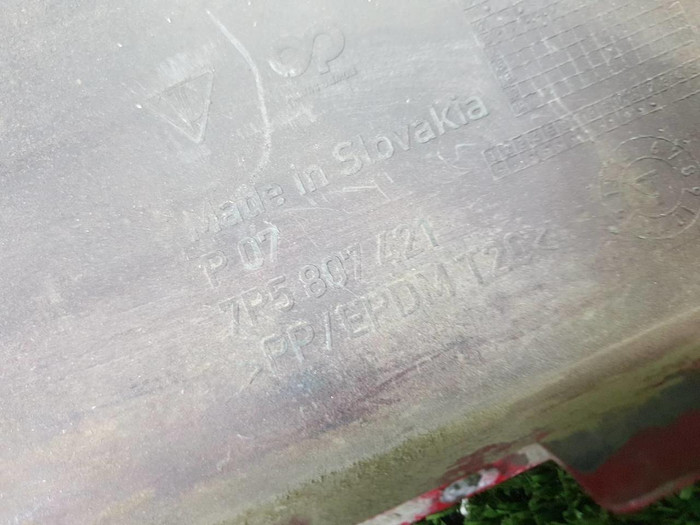 Made in Slovakia
P 07
7P5 807 421
>PP/EPDM T20<